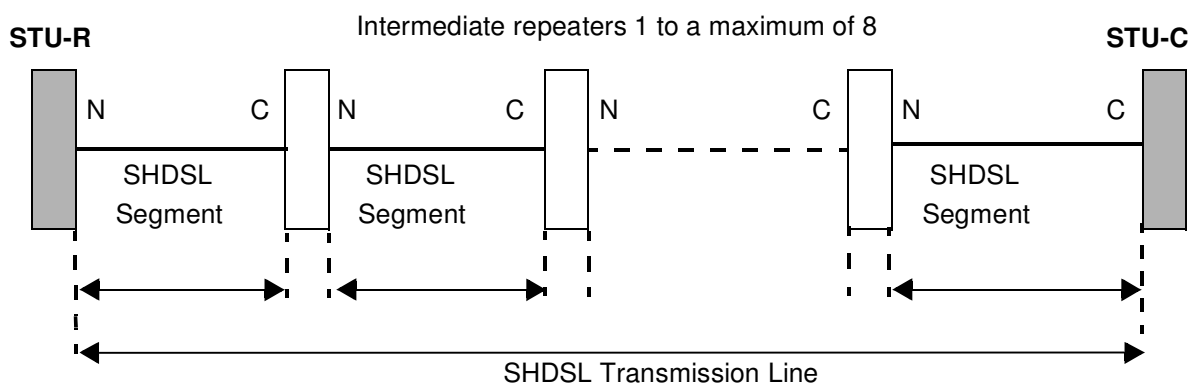 Intermediate repeaters 1 to a maximum of 8
STU-R
STU-C
N C N C N C N C
SHDSL SHDSL SHDSL
Segment Segment Segment
SHDSL Transmission Line